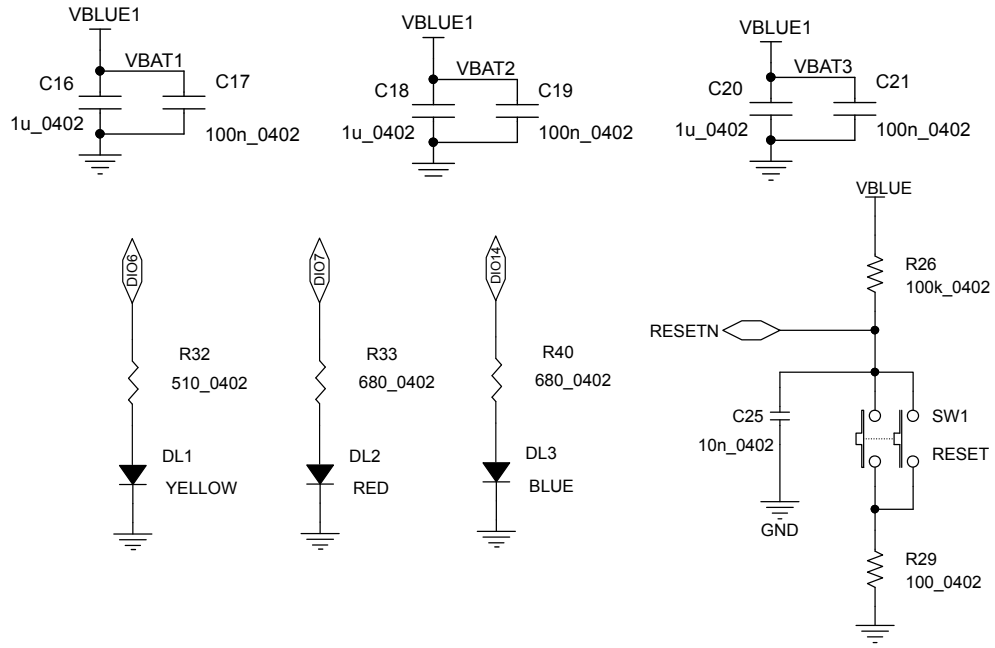 VBLUE1
VBAT1
C16
C17
1u_0402
100n_0402
VBLUE1
VBAT2
C18
C19
1u_0402
100n_0402
VBLUE1
VBAT3
C20
C21
1u_0402
100n_0402
DIO6
R32
510_0402
DL1
YELLOW
DIO7
R33
680_0402
DL2
RED
DIO14
R40
680_0402
DL3
BLUE
VBLUE
R26
100k_0402
RESETN
C25
10n_0402
GND
SW1
RESET
R29
100_0402